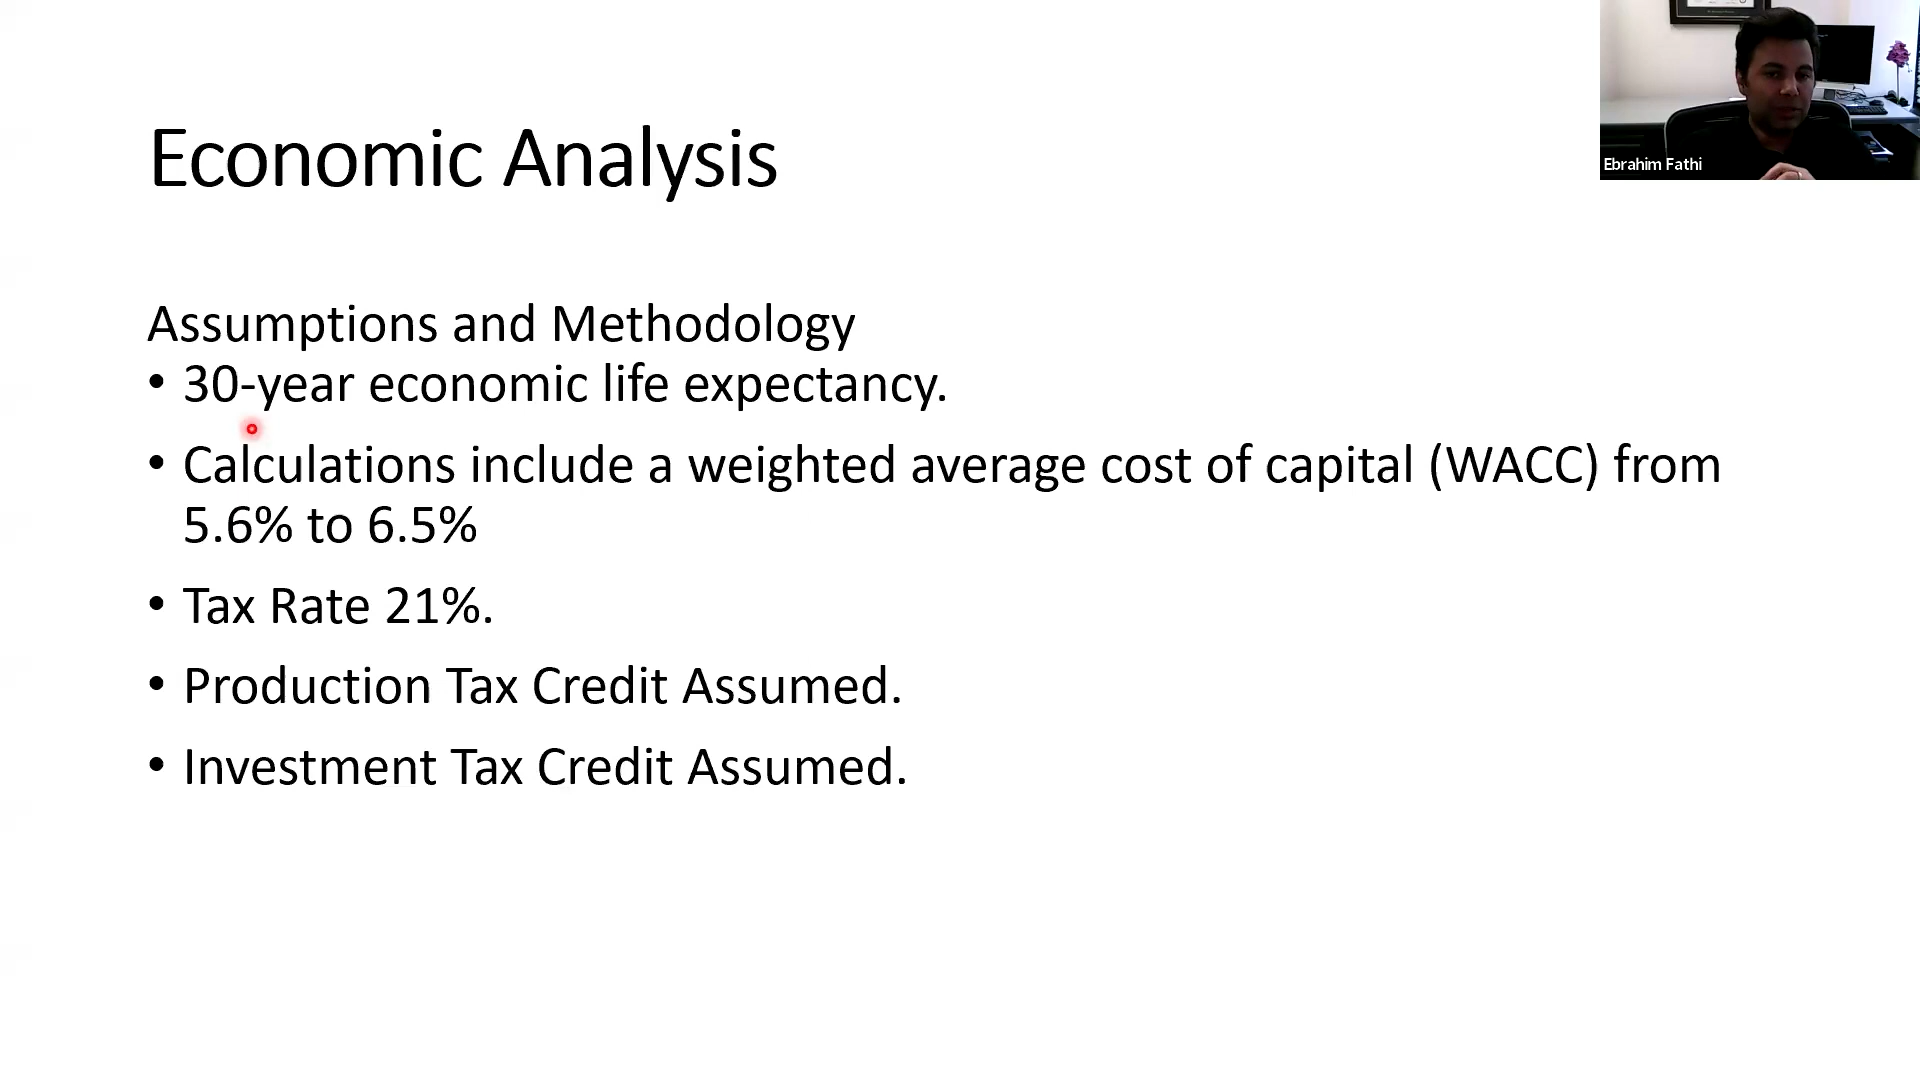 Economic Analysis
Ebrahim Fathi
Assumptions and Methodology
• 30-year economic life expectancy.
• Calculations include a weighted average cost of capital (WACC) from
5.6% to 6.5%
• Tax Rate 21%.
• Production Tax Credit Assumed.
• Investment Tax Credit Assumed.